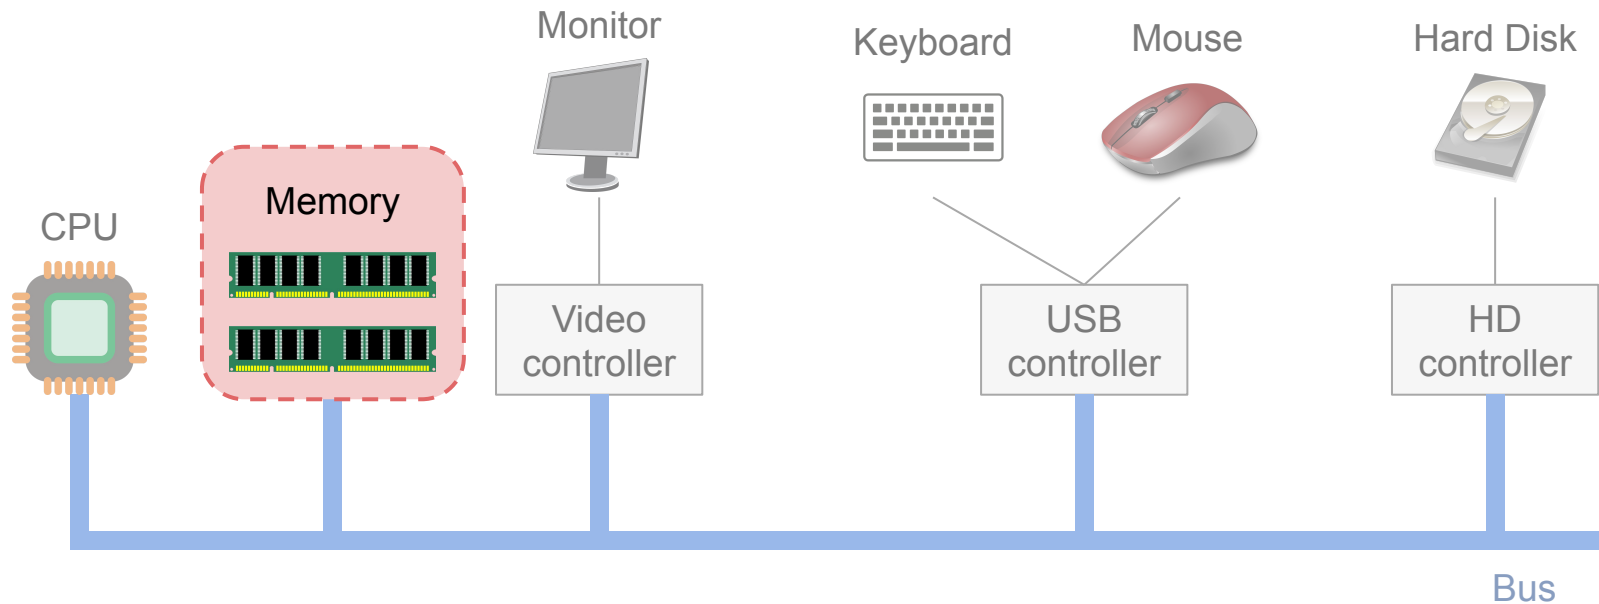 Monitor
Keyboard
Mouse
Hard Disk
Memory
CPU
Video
controller
USB
controller
HD
controller
Bus